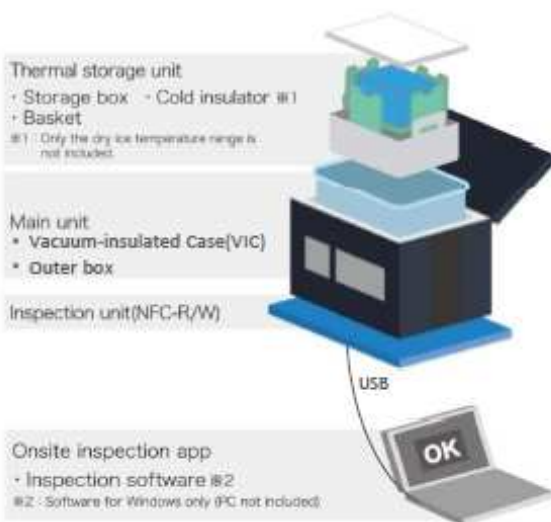 Thermal storage unit
・Storage box ・Cold insulator ※1
・Basket
※1 : Only the dry ice temperature range is
not included.
Main unit
• Vacuum-insulated Case(VIC)
• Outer box
Inspection unit(NFC-R/W)
USB
Onsite inspection app
・Inspection software ※2
※2 : Software for Windows only (PC not included)
OK